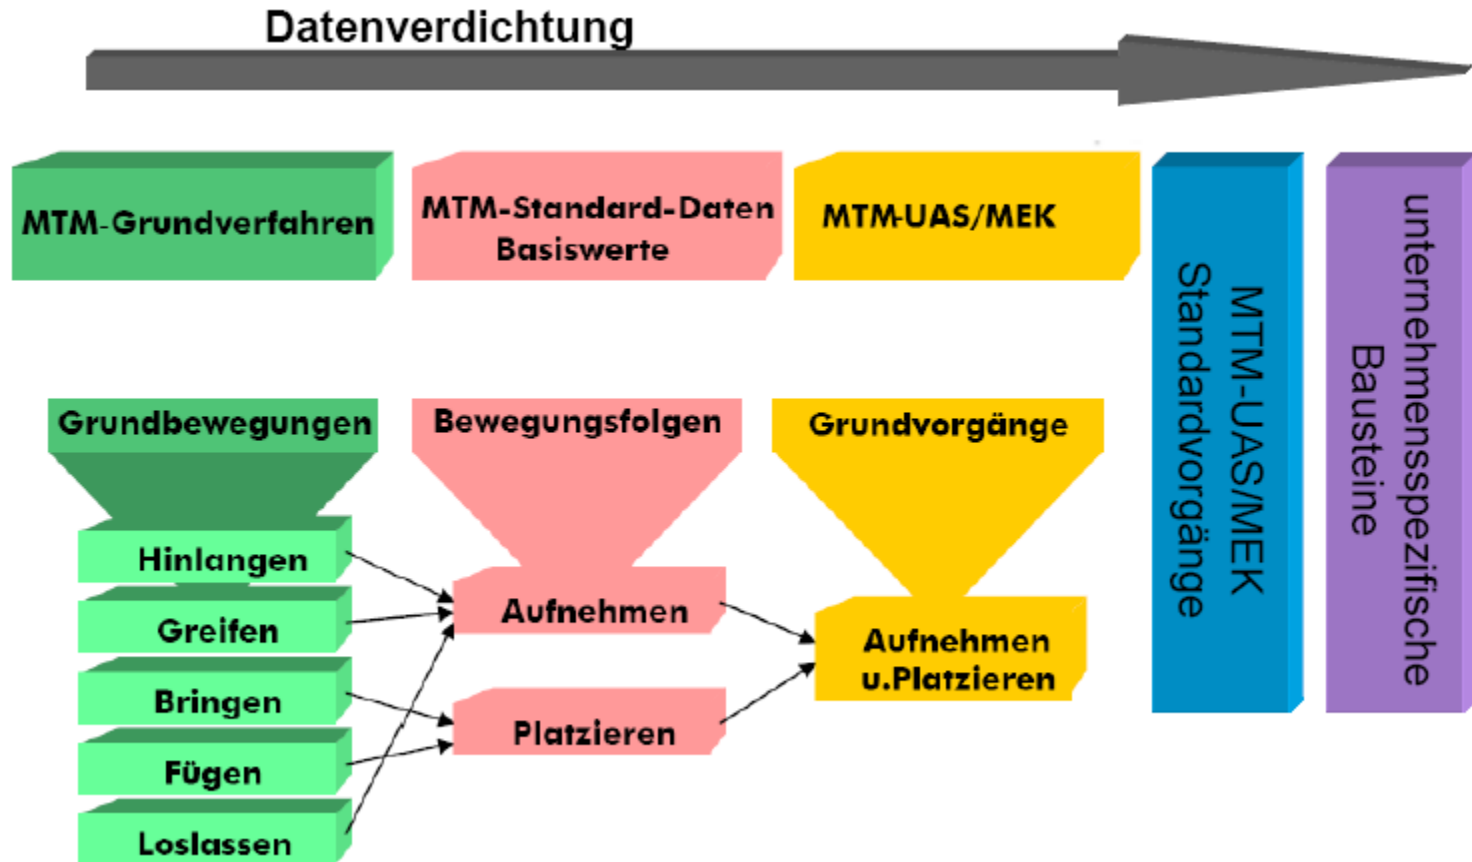 Datenverdichtung
MTM-Grundverfahren
MTM-Standard-Daten
Basiswerte
MTM-UAS/MEK
MTM-UAS/MEK
Standardvorgänge
unternehmensspezifische
Bausteine
Grundbewegungen
Bewegungsfolgen
Grundvorgänge
Hinlangen
Greifen
Bringen
Fügen
Loslassen
Aufnehmen
Platzieren
Aufnehmen
u.Platzieren